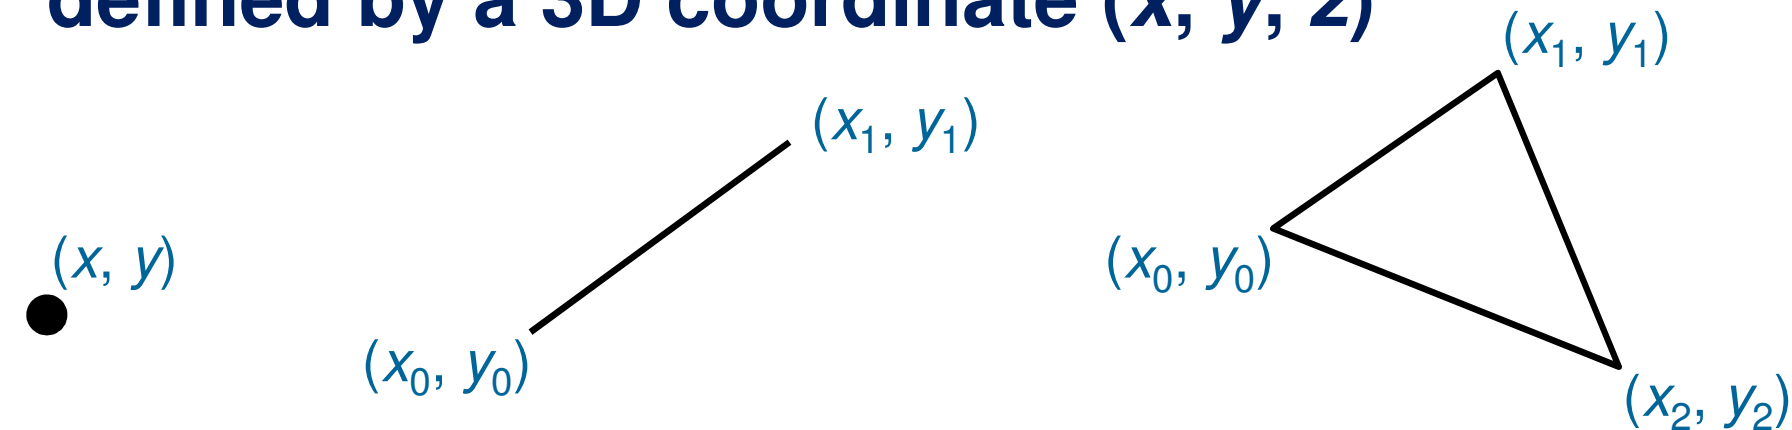 defined by a 3D coordinate (x, y, z)
(x₁, y₁)
(x₁, y₁)
(x, y)
(x₀, y₀)
(x₀, y₀)
(x₂, y₂)